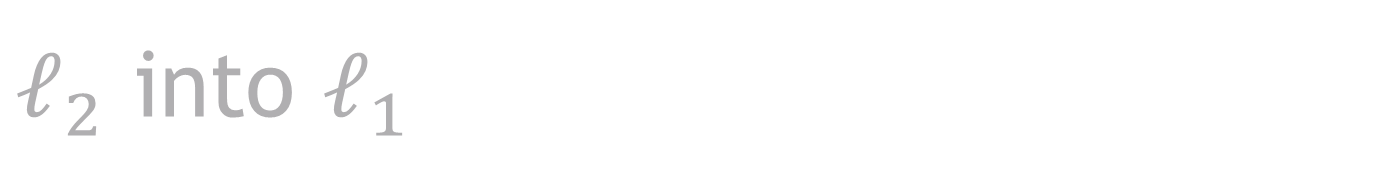 ℓ₂ into ℓ₁